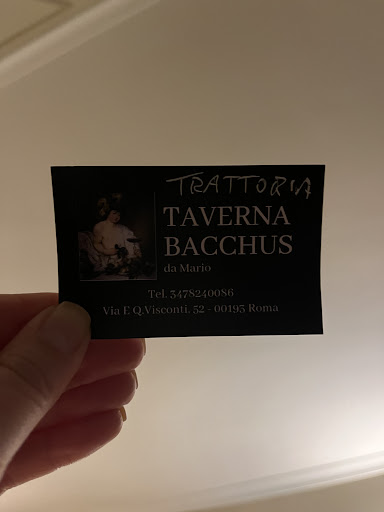 TRATTORIA
TAVERNA
BACCHUS
da Mario
Tel. 3478240086
Via E Q.Visconti. 52 - 00193 Roma